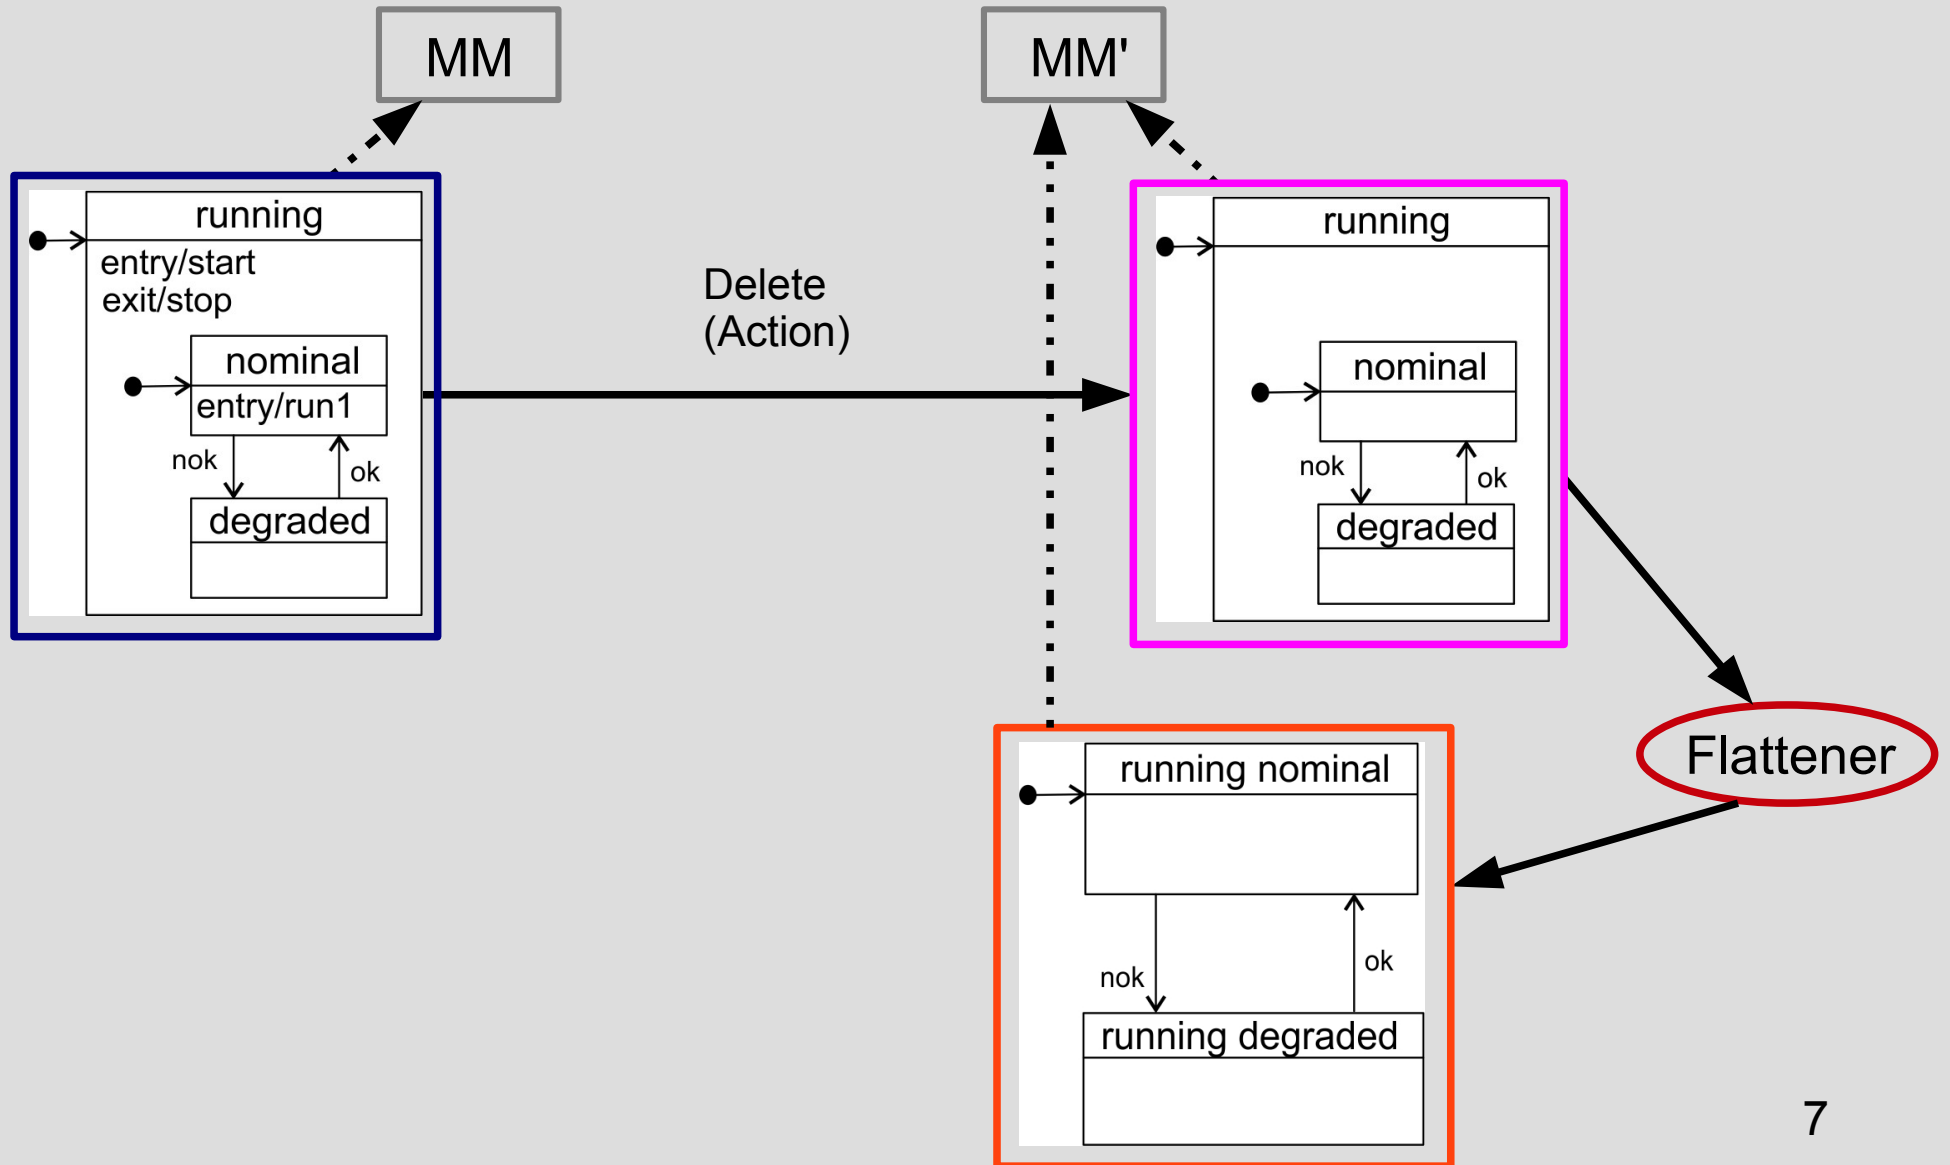 MM
MM'
running
entry/start
exit/stop
nominal
entry/run1
nok
ok
degraded
Delete
(Action)
running
nominal
nok
ok
degraded
Flattener
running nominal
nok
ok
running degraded
7